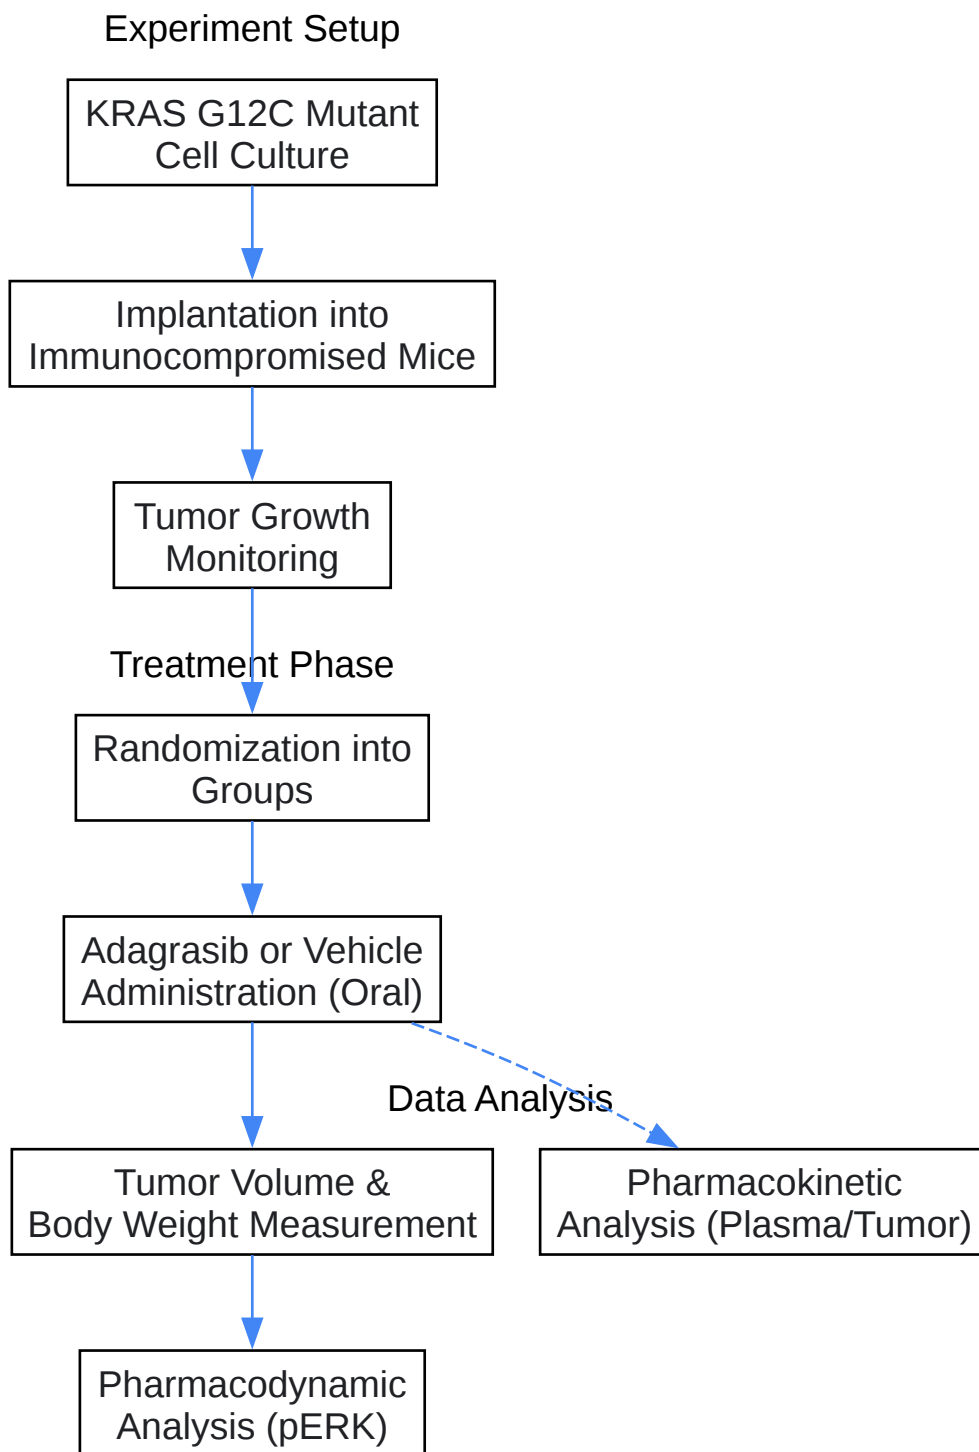 Experiment Setup
KRAS G12C Mutant
Cell Culture
Implantation into
Immunocompromised Mice
Tumor Growth
Monitoring
Treatment Phase
Randomization into
Groups
Adagrasib or Vehicle
Administration (Oral)
Data Analysis
Tumor Volume &
Body Weight Measurement
Pharmacokinetic
Analysis (Plasma/Tumor)
Pharmacodynamic
Analysis (pERK)